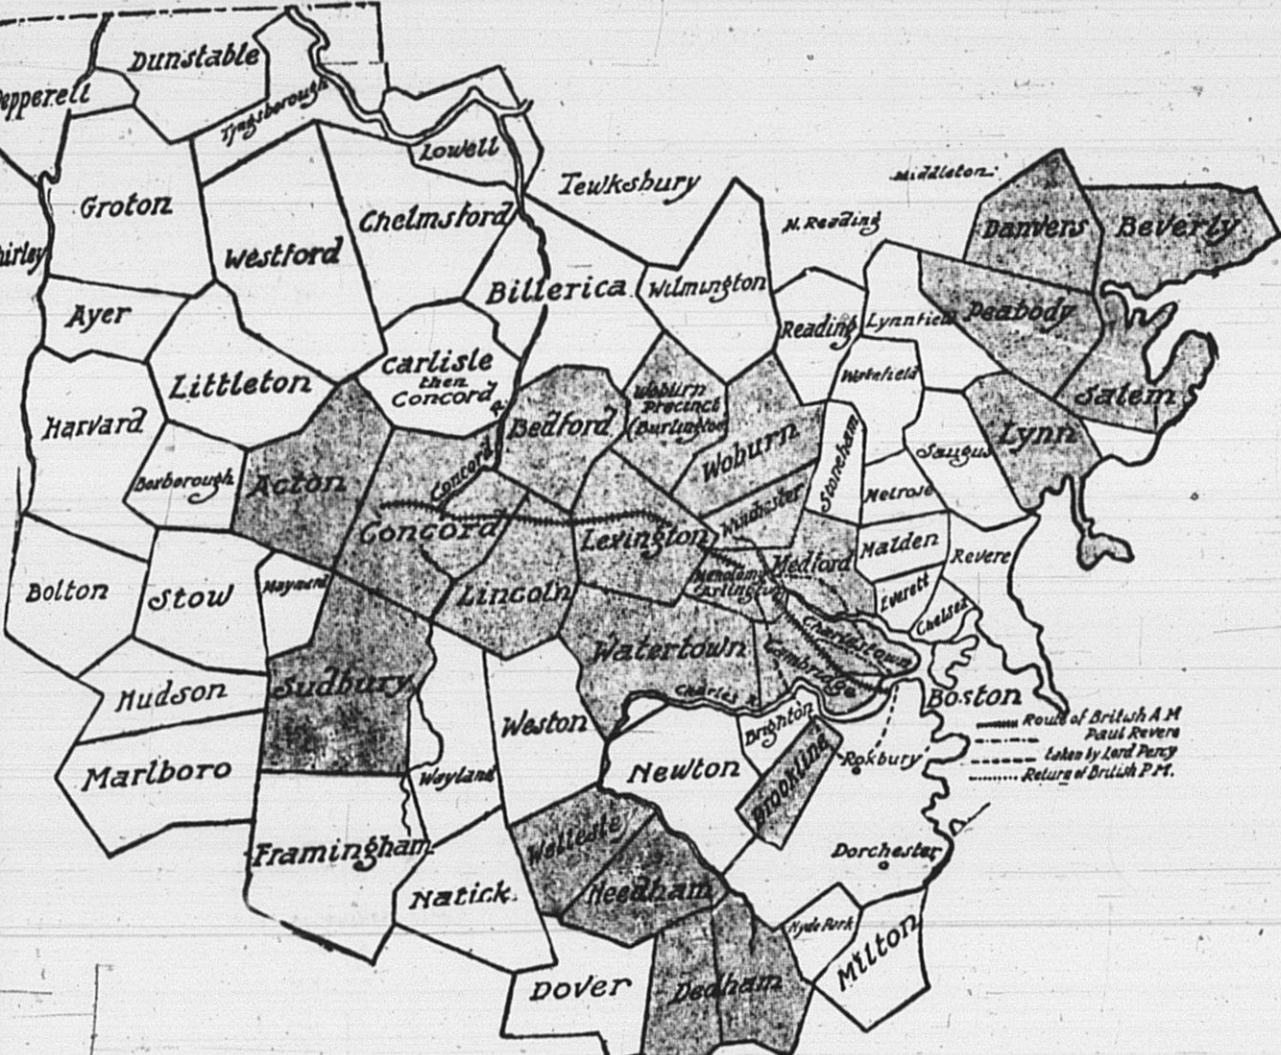 Dunstable
Tyngsborough
epperell
Lowell
Tewksbury
Middleton
Groton
Chelmsford
N. Reading
Danvers
Beverly
hirley
Westford
Billerica
Wilmington
Ayer
Reading
Lynnfield
Peabody
Carlisle
then
Concord
Littleton
Wakefield
Woburn
Precinct
(Burlington
Salem
Harvard
Bedford
R.
Lynn
Woburn
Stoneham
Saugus
Boxborough
Acton
Concord
Melrose
Winchester
Concord
Lexington
Malden
Revere
Medford
Menotomy
Arlington
Bolton
Stow
Maynard
Lincoln
Everett
Chelsea
Charlestown
Watertown
Cambridge
Hudson
Sudbury
Charles R.
Boston
Weston
Brighton
Route of British A M
Paul Revere
taken by Lord Percy
Return of British P.M.
Marlboro
Wayland
Newton
Brookline
Roxbury
Framingham
Wellesley
Dorchester
Natick
Needham
Hyde Park
Milton
Dover
Dedham